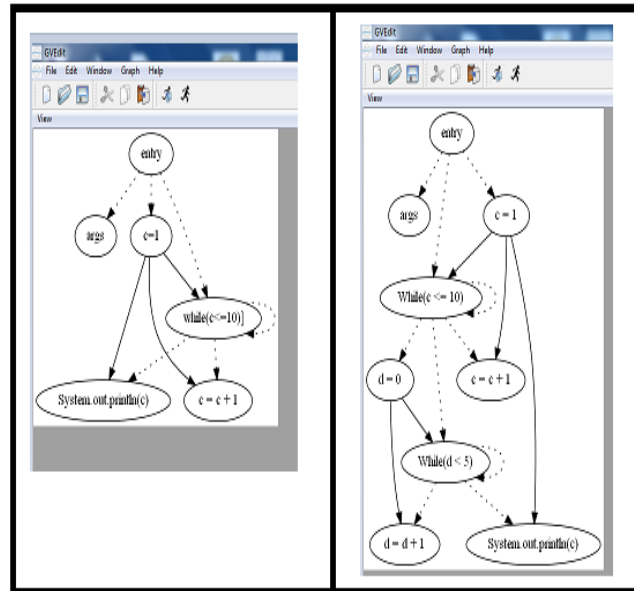 GVEdit
File Edit Window Graph Help
View
entry
args
c=1
while(c<=10)]
System.out.println(c)
c = c + 1
GVEdit
File Edit Window Graph Help
View
entry
args
c = 1
While(c <= 10)
d = 0
c = c + 1
While(d < 5)
d = d + 1
System.out.println(c)